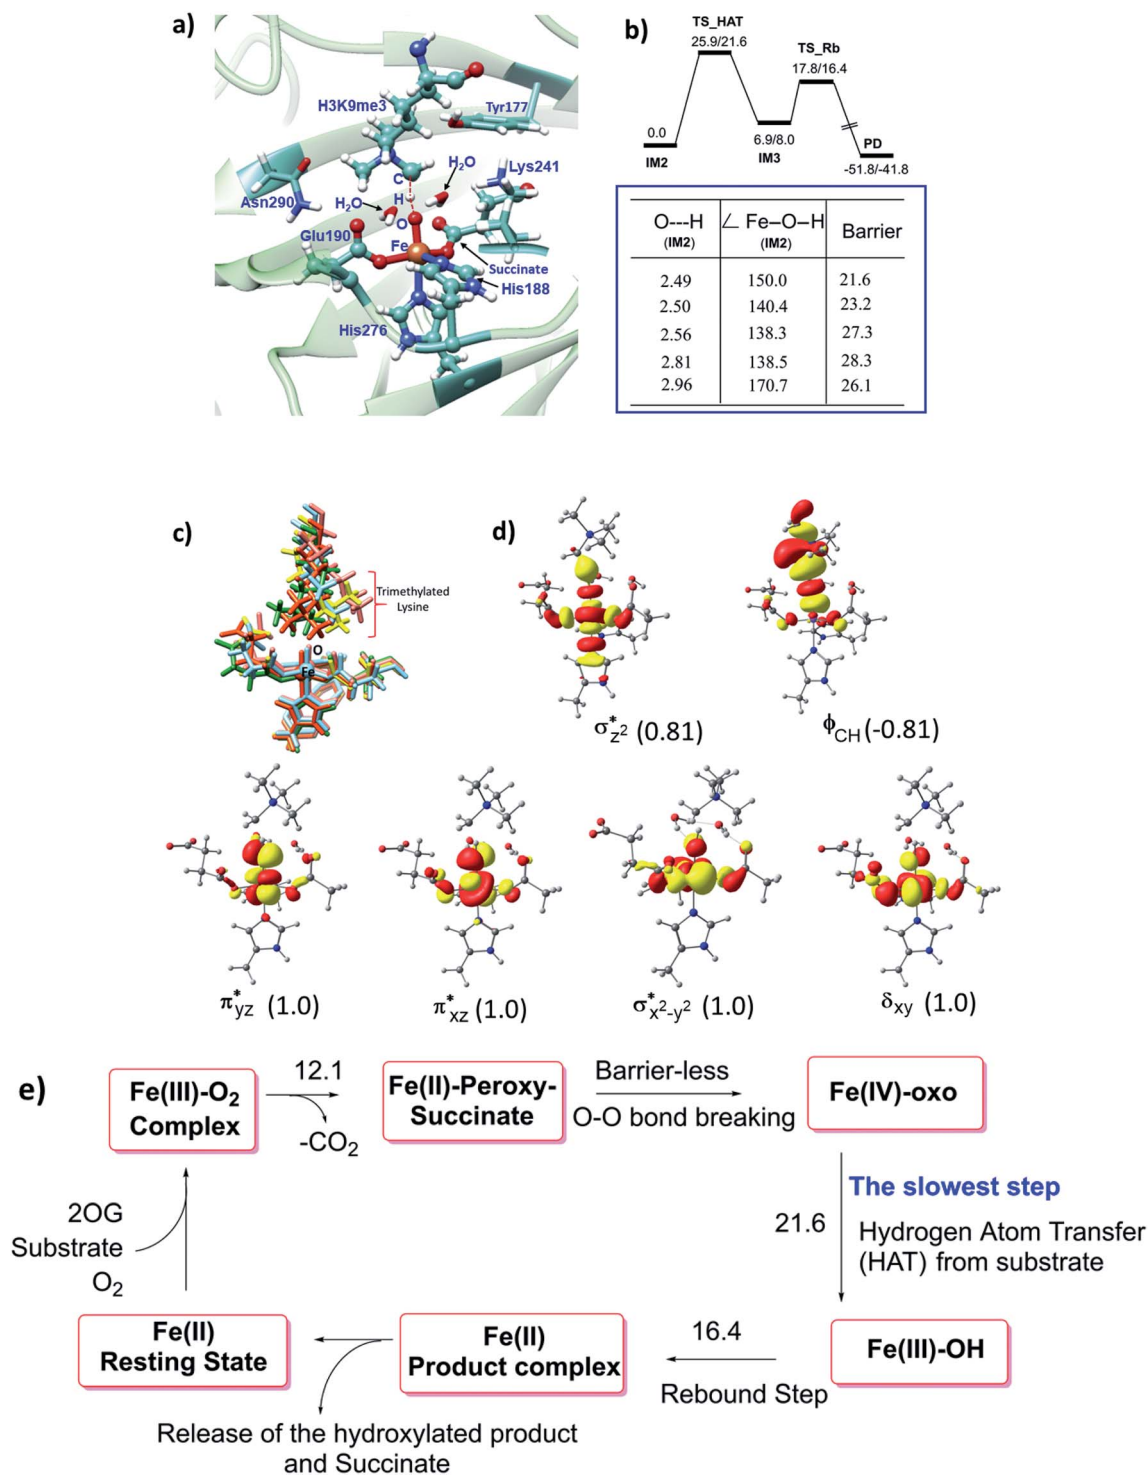 a)
H3K9me3
Tyr177
H₂O
Lys241
C
Asn290
H₂O
H
O
Glu190
Fe
Succinate
His188
His276
b)
TS_HAT
25.9/21.6
TS_Rb
17.8/16.4
0.0
IM2
6.9/8.0
IM3
PD
-51.8/-41.8
O---H (IM2) ∠ Fe–O–H (IM2) Barrier
2.49 150.0 21.6
2.50 140.4 23.2
2.56 138.3 27.3
2.81 138.5 28.3
2.96 170.7 26.1
c)
Trimethylated
Lysine
O
Fe
d)
σ*z² (0.81)
ϕCH (-0.81)
π*yz (1.0)
π*xz (1.0)
σ*x²-y² (1.0)
δxy (1.0)
e)
Fe(III)-O₂
Complex
12.1
-CO₂
Fe(II)-Peroxy-
Succinate
Barrier-less
O-O bond breaking
Fe(IV)-oxo
The slowest step
21.6
Hydrogen Atom Transfer
(HAT) from substrate
2OG
Substrate
O₂
Fe(II)
Resting State
Fe(II)
Product complex
16.4
Rebound Step
Fe(III)-OH
Release of the hydroxylated product
and Succinate